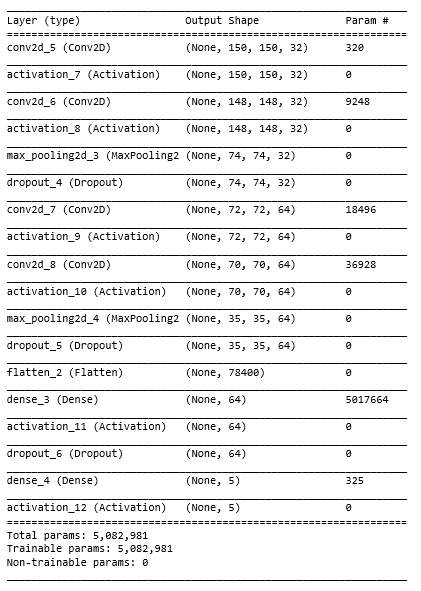 Layer (type) Output Shape Param #
conv2d_5 (Conv2D) (None, 150, 150, 32) 320
activation_7 (Activation) (None, 150, 150, 32) 0
conv2d_6 (Conv2D) (None, 148, 148, 32) 9248
activation_8 (Activation) (None, 148, 148, 32) 0
max_pooling2d_3 (MaxPooling2 (None, 74, 74, 32) 0
dropout_4 (Dropout) (None, 74, 74, 32) 0
conv2d_7 (Conv2D) (None, 72, 72, 64) 18496
activation_9 (Activation) (None, 72, 72, 64) 0
conv2d_8 (Conv2D) (None, 70, 70, 64) 36928
activation_10 (Activation) (None, 70, 70, 64) 0
max_pooling2d_4 (MaxPooling2 (None, 35, 35, 64) 0
dropout_5 (Dropout) (None, 35, 35, 64) 0
flatten_2 (Flatten) (None, 78400) 0
dense_3 (Dense) (None, 64) 5017664
activation_11 (Activation) (None, 64) 0
dropout_6 (Dropout) (None, 64) 0
dense_4 (Dense) (None, 5) 325
activation_12 (Activation) (None, 5) 0
Total params: 5,082,981
Trainable params: 5,082,981
Non-trainable params: 0